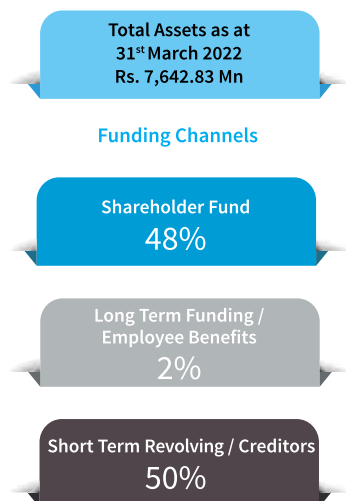 Total Assets as at
31st March 2022
Rs. 7,642.83 Mn
Funding Channels
Shareholder Fund
48%
Long Term Funding /
Employee Benefits
2%
Short Term Revolving / Creditors
50%